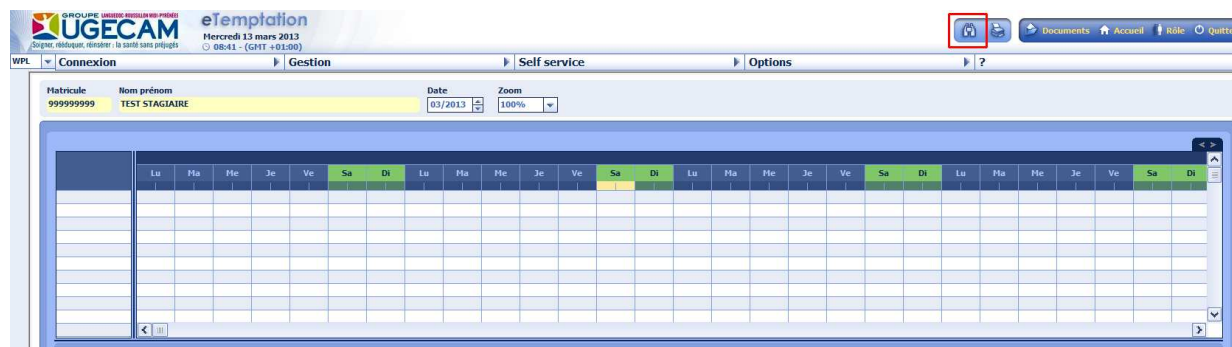 GROUPE LANGUEDOC-ROUSSILLON MIDI-PYRÉNÉES
UGECAM
Soigner, rééduquer, réinsérer : la santé sans préjugés
eTemptation
Mercredi 13 mars 2013
08:41 - (GMT +01:00)
Documents Accueil Rôle Quitte
WPL Connexion Gestion Self service Options ?
Matricule Nom prénom Date Zoom
999999999 TEST STAGIAIRE 03/2013 100%
Lu Ma Me Je Ve Sa Di Lu Ma Me Je Ve Sa Di Lu Ma Me Je Ve Sa Di Lu Ma Me Je Ve Sa Di